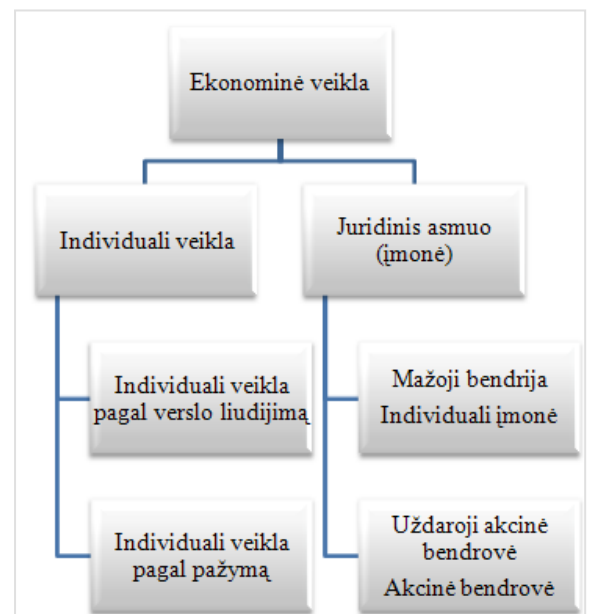 Ekonominė veikla
Individuali veikla
Juridinis asmuo
(įmonė)
Individuali veikla
pagal verslo liudijimą
Mažoji bendrija
Individuali įmonė
Individuali veikla
pagal pažymą
Uždaroji akcinė
bendrovė
Akcinė bendrovė